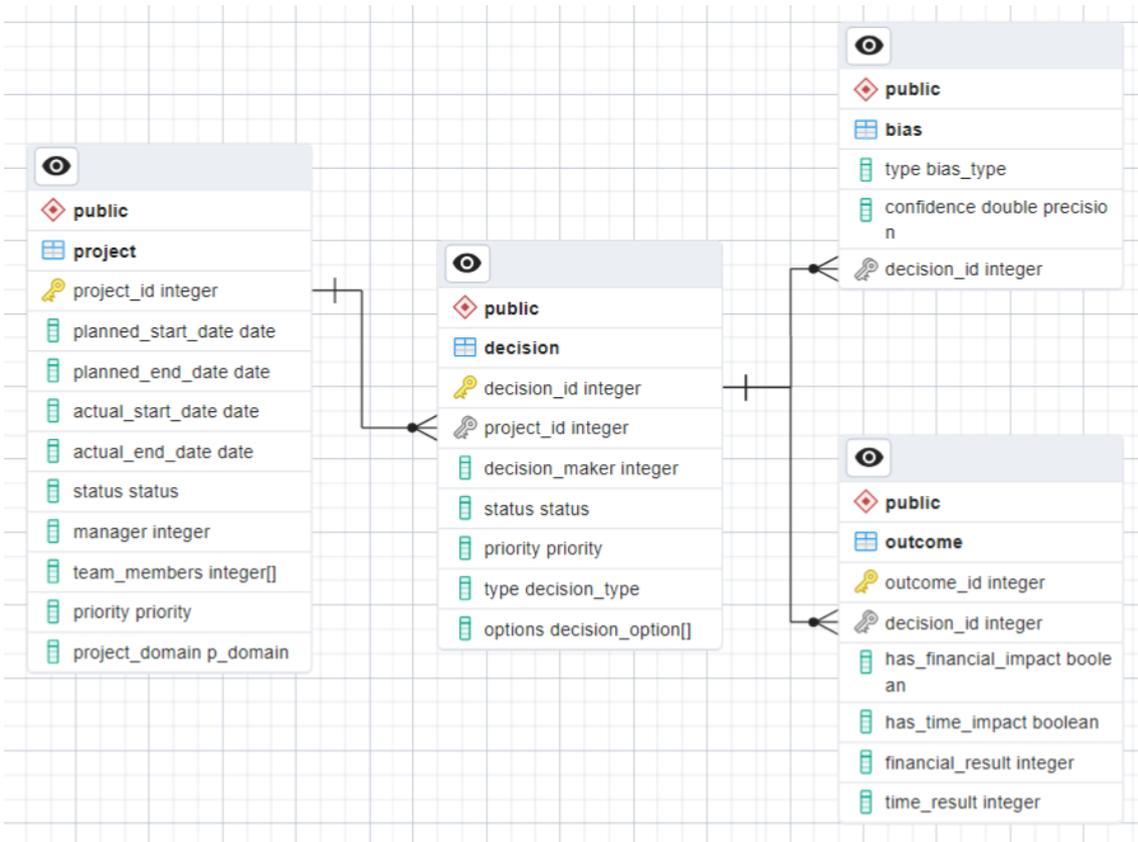 public
project
project_id integer
planned_start_date date
planned_end_date date
actual_start_date date
actual_end_date date
status status
manager integer
team_members integer[]
priority priority
project_domain p_domain
public
decision
decision_id integer
project_id integer
decision_maker integer
status status
priority priority
type decision_type
options decision_option[]
public
bias
type bias_type
confidence double precisio
n
decision_id integer
public
outcome
outcome_id integer
decision_id integer
has_financial_impact boole
an
has_time_impact boolean
financial_result integer
time_result integer